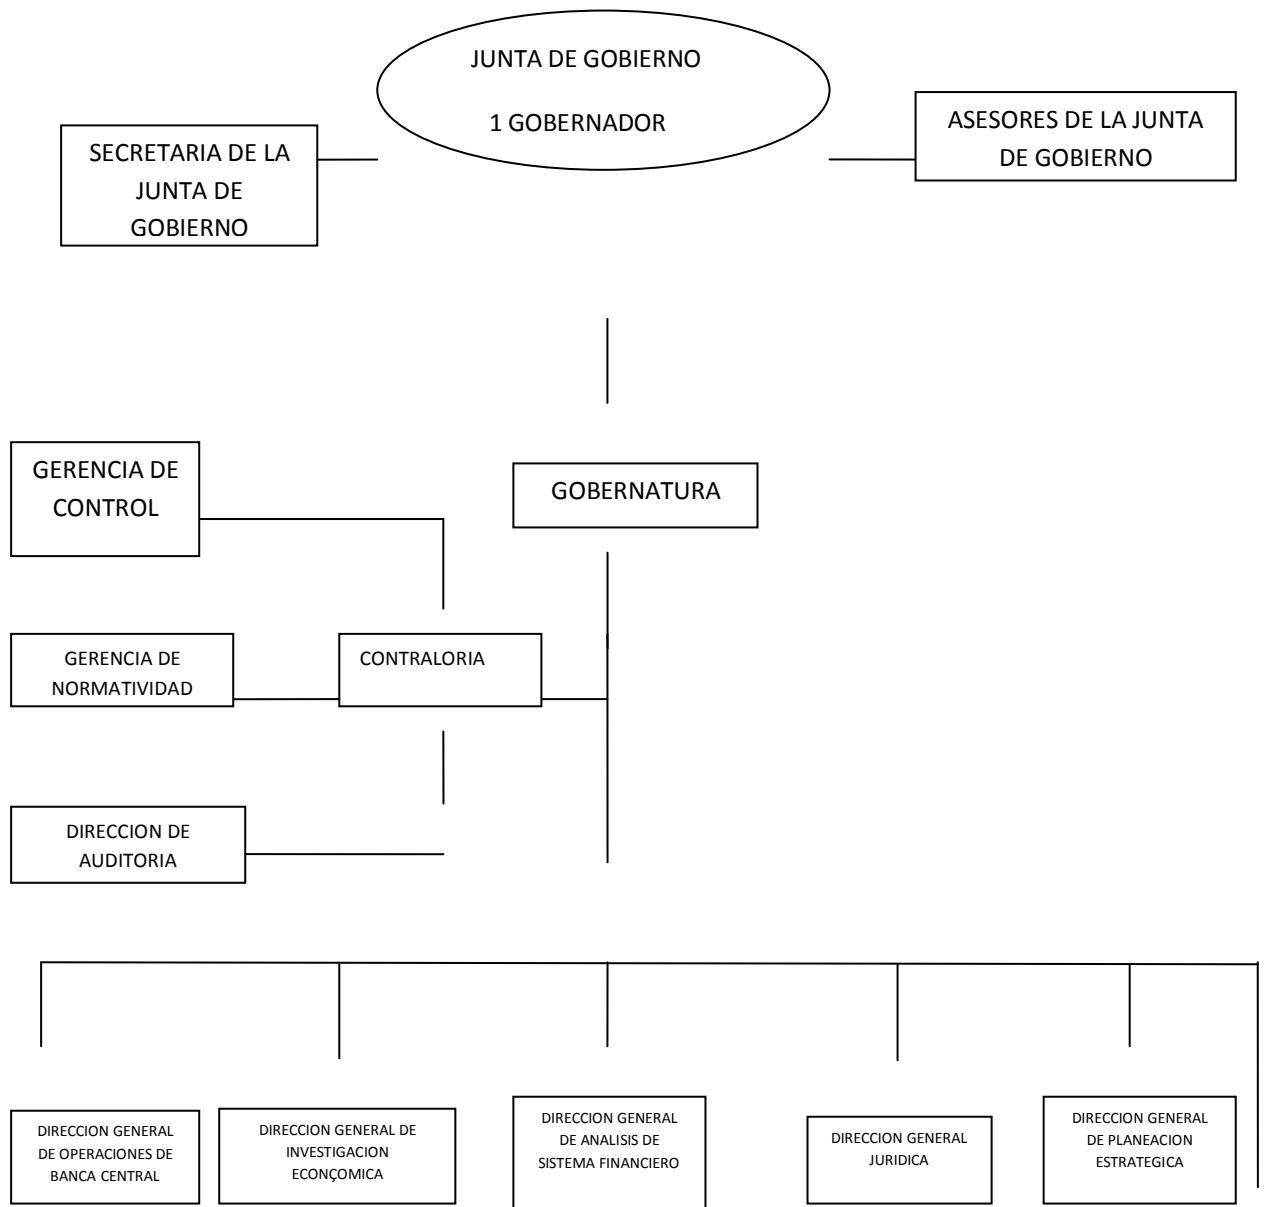 JUNTA DE GOBIERNO
1 GOBERNADOR
SECRETARIA DE LA
JUNTA DE
GOBIERNO
ASESORES DE LA JUNTA
DE GOBIERNO
GERENCIA DE
CONTROL
GOBERNATURA
GERENCIA DE
NORMATIVIDAD
CONTRALORIA
DIRECCION DE
AUDITORIA
DIRECCION GENERAL
DE OPERACIONES DE
BANCA CENTRAL
DIRECCION GENERAL DE
INVESTIGACION
ECONÇOMICA
DIRECCION GENERAL
DE ANALISIS DE
SISTEMA FINANCIERO
DIRECCION GENERAL
JURIDICA
DIRECCION GENERAL
DE PLANEACION
ESTRATEGICA